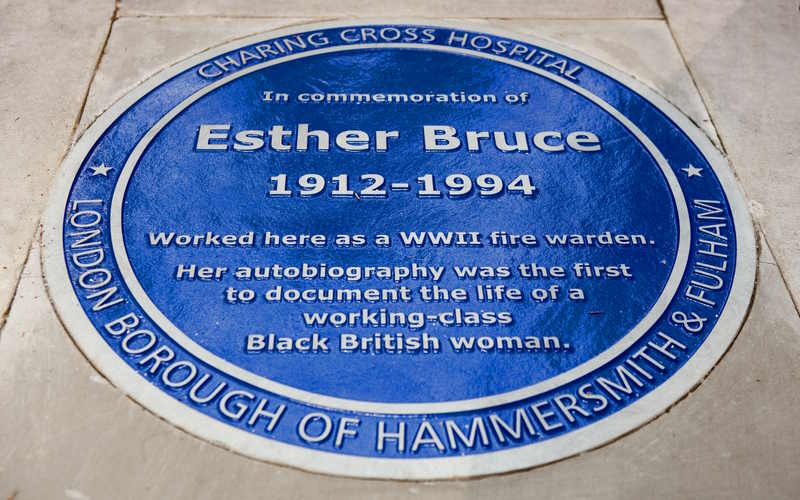 CHARING CROSS HOSPITAL
In commemoration of
Esther Bruce
1912-1994
Worked here as a WWII fire warden.
Her autobiography was the first
to document the life of a
working-class
Black British woman.
LONDON BOROUGH OF HAMMERSMITH & FULHAM